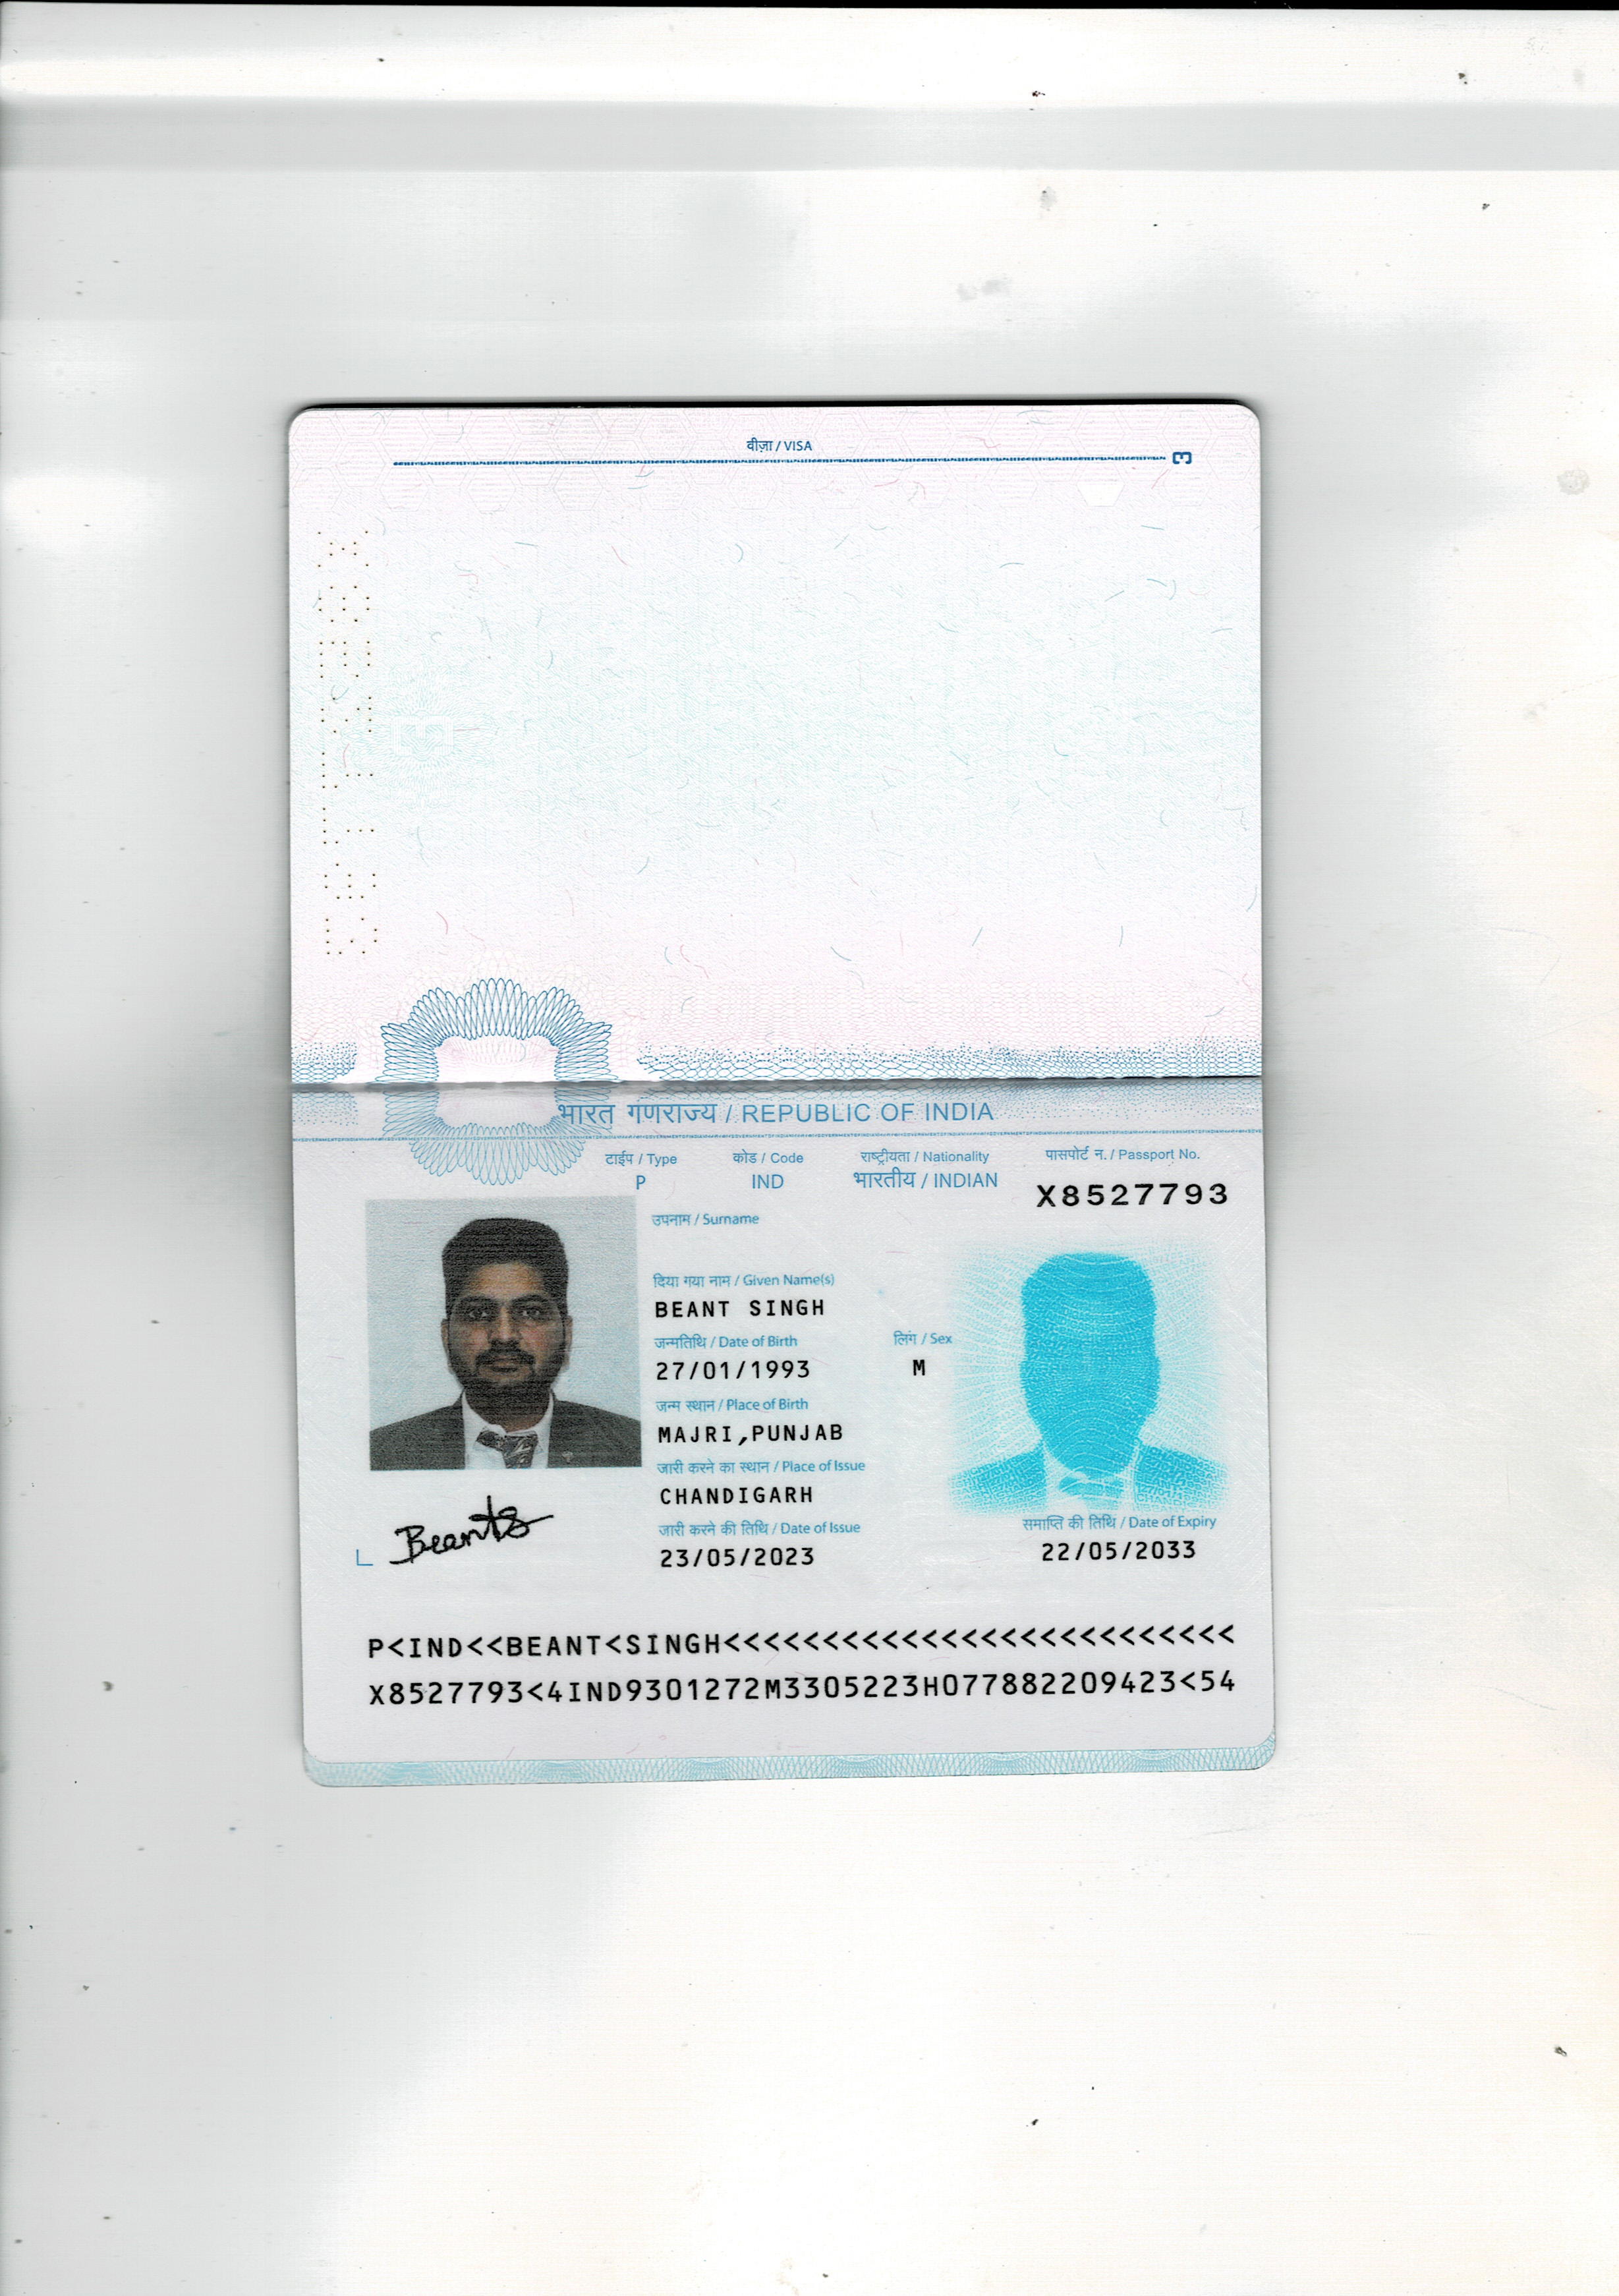 वीज़ा / VISA
3
भारत गणराज्य / REPUBLIC OF INDIA
टाईप / Type कोड / Code राष्ट्रीयता / Nationality पासपोर्ट न. / Passport No.
P IND भारतीय / INDIAN X8527793
उपनाम / Surname
दिया गया नाम / Given Name(s)
BEANT SINGH
जन्मतिथि / Date of Birth लिंग / Sex
27/01/1993 M
जन्म स्थान / Place of Birth
MAJRI,PUNJAB
जारी करने का स्थान / Place of Issue
CHANDIGARH
जारी करने की तिथि / Date of Issue समाप्ति की तिथि / Date of Expiry
23/05/2023 22/05/2033
Beants
P<IND<<BEANT<SINGH<<<<<<<<<<<<<<<<<<<<<<<<<<
X8527793<4IND9301272M3305223H077882209423<54